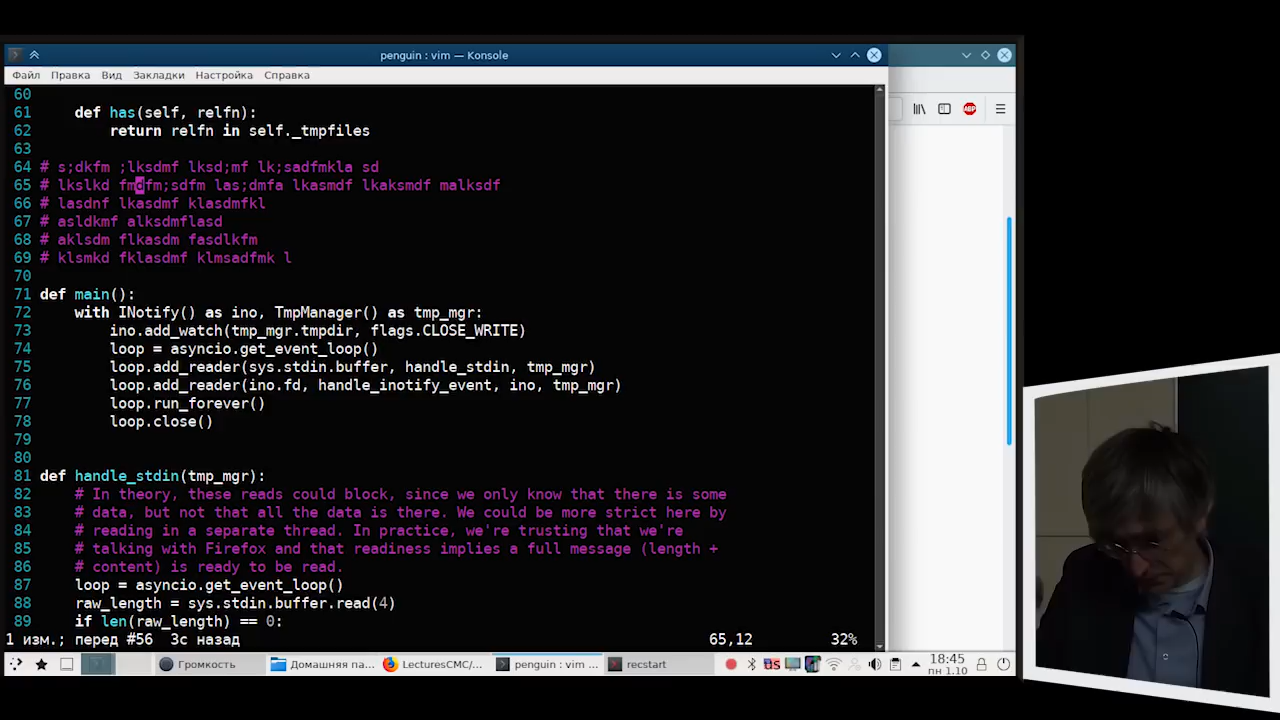 penguin : vim — Konsole
Файл Правка Вид Закладки Настройка Справка
60
61     def has(self, relfn):
62         return relfn in self._tmpfiles
63
64 # s;dkfm ;lksdmf lksd;mf lk;sadfmkla sd
65 # lkslkd fmdfm;sdfm las;dmfa lkasmdf lkaksmdf malksdf
66 # lasdnf lkasdmf klasdmfkl
67 # asldkmf alksdmflasd
68 # aklsdm flkasdm fasdlkfm
69 # klsmkd fklasdmf klmsadfmk l
70
71 def main():
72     with INotify() as ino, TmpManager() as tmp_mgr:
73         ino.add_watch(tmp_mgr.tmpdir, flags.CLOSE_WRITE)
74         loop = asyncio.get_event_loop()
75         loop.add_reader(sys.stdin.buffer, handle_stdin, tmp_mgr)
76         loop.add_reader(ino.fd, handle_inotify_event, ino, tmp_mgr)
77         loop.run_forever()
78         loop.close()
79
80
81 def handle_stdin(tmp_mgr):
82     # In theory, these reads could block, since we only know that there is some
83     # data, but not that all the data is there. We could be more strict here by
84     # reading in a separate thread. In practice, we're trusting that we're
85     # talking with Firefox and that readiness implies a full message (length +
86     # content) is ready to be read.
87     loop = asyncio.get_event_loop()
88     raw_length = sys.stdin.buffer.read(4)
89     if len(raw_length) == 0:
1 изм.; перед #56 3с назад 65,12 32%
Громкость Домашняя па... LecturesCMC/... penguin : vim ... recstart US 18:45
пн 1.10
ABP